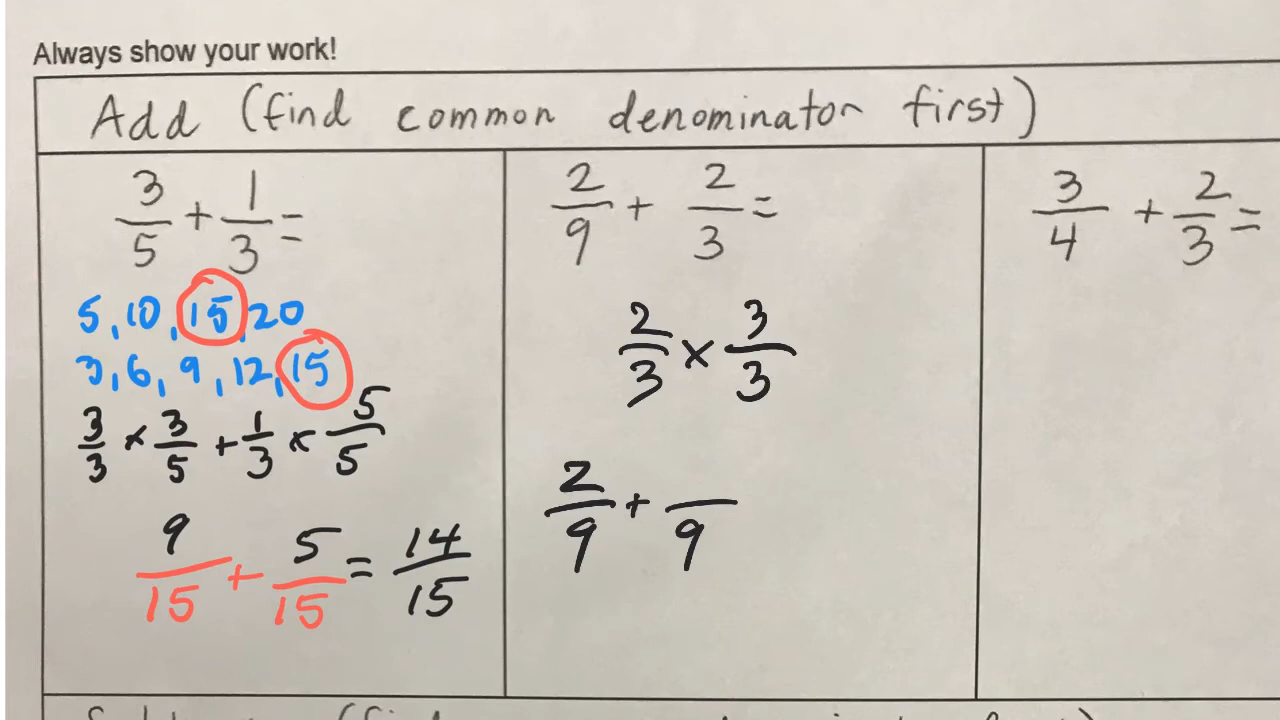 Always show your work!
Add (find common denominator first)
3/5 + 1/3 =
5, 10, 15, 20
3, 6, 9, 12, 15
3/3 × 3/5 + 1/3 × 5/5
9/15 + 5/15 = 14/15
2/9 + 2/3 =
2/3 × 3/3
2/9 + /9
3/4 + 2/3 =